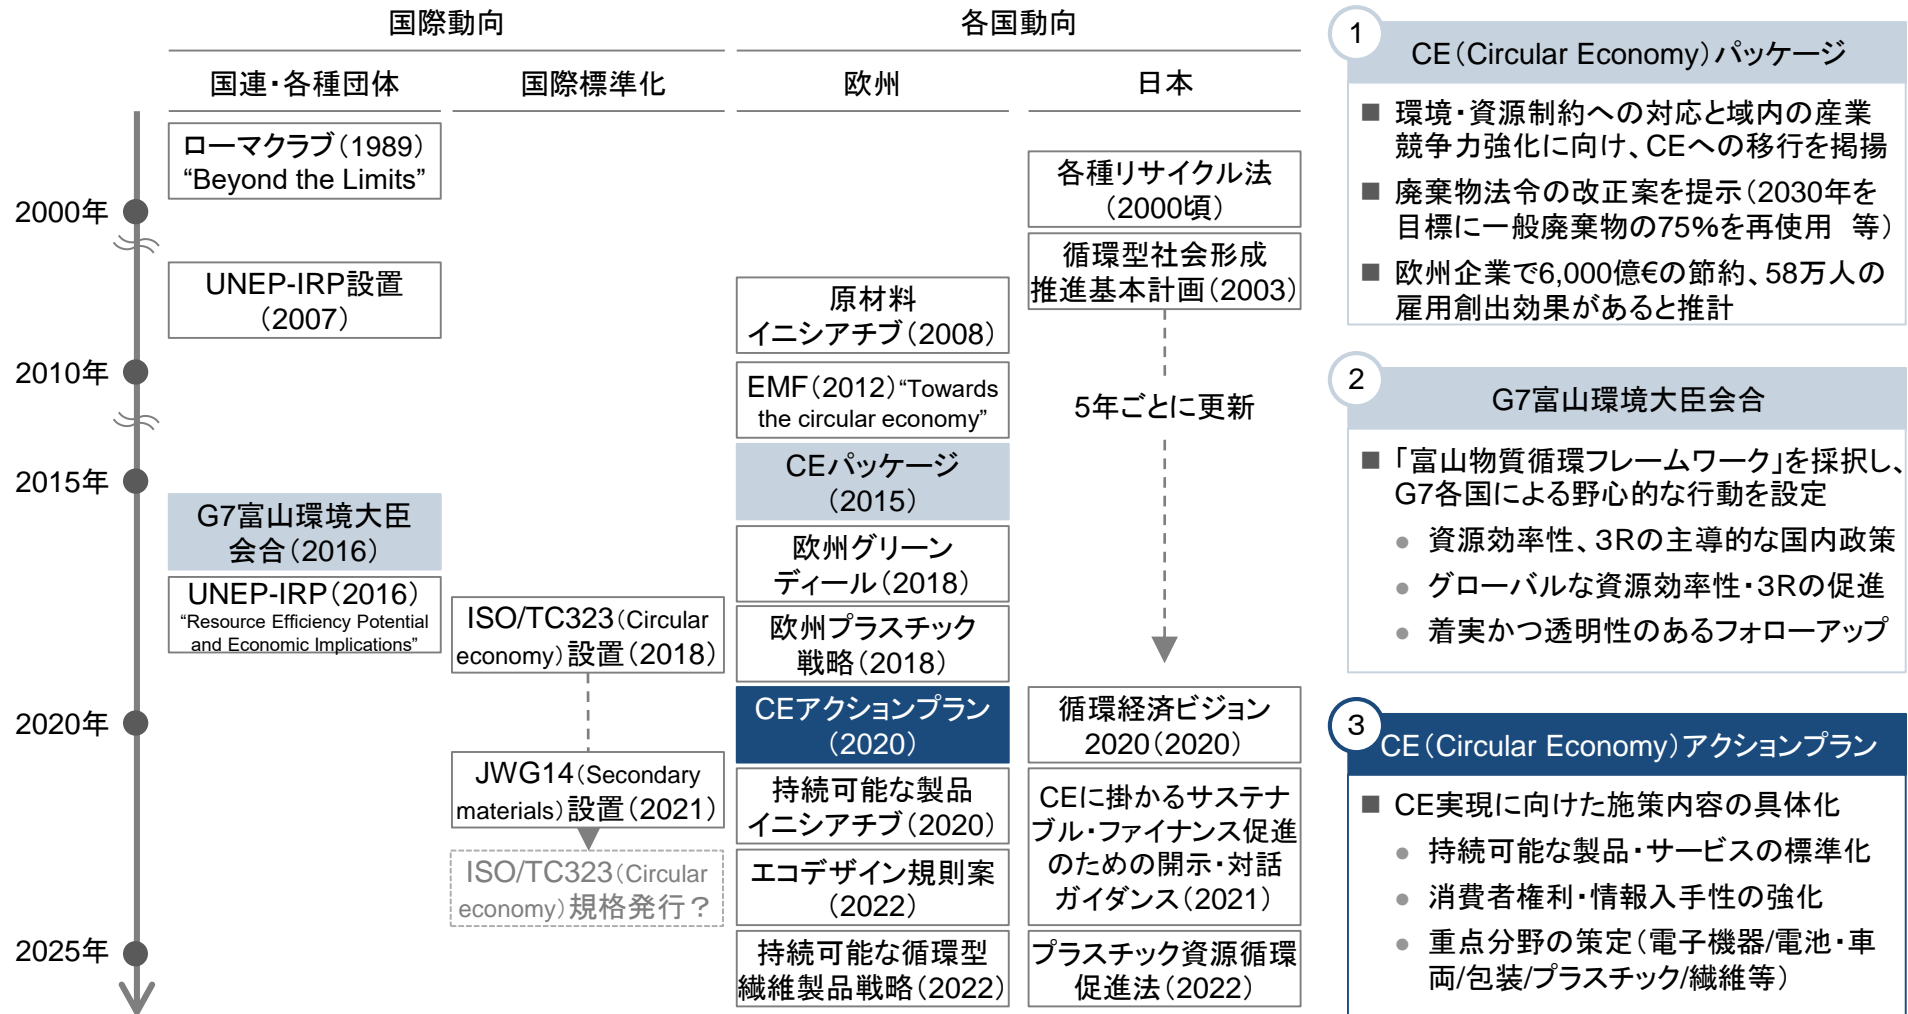 国際動向
各国動向
国連・各種団体
国際標準化
欧州
日本
2000年
2010年
2015年
2020年
2025年
ローマクラブ（1989）
“Beyond the Limits”
UNEP-IRP設置
（2007）
G7富山環境大臣
会合（2016）
UNEP-IRP（2016）
“Resource Efficiency Potential
and Economic Implications”
ISO/TC323（Circular
economy）設置（2018）
JWG14（Secondary
materials）設置（2021）
ISO/TC323（Circular
economy）規格発行？
原材料
イニシアチブ（2008）
EMF（2012）“Towards
the circular economy”
CEパッケージ
（2015）
欧州グリーン
ディール（2018）
欧州プラスチック
戦略（2018）
CEアクションプラン
（2020）
持続可能な製品
イニシアチブ（2020）
エコデザイン規則案
（2022）
持続可能な循環型
繊維製品戦略（2022）
各種リサイクル法
（2000頃）
循環型社会形成
推進基本計画（2003）
5年ごとに更新
循環経済ビジョン
2020（2020）
CEに掛かるサステナ
ブル・ファイナンス促進
のための開示・対話
ガイダンス（2021）
プラスチック資源循環
促進法（2022）
1
CE（Circular Economy）パッケージ
■ 環境・資源制約への対応と域内の産業
競争力強化に向け、CEへの移行を掲揚
■ 廃棄物法令の改正案を提示（2030年を
目標に一般廃棄物の75%を再使用　等）
■ 欧州企業で6,000億€の節約、58万人の
雇用創出効果があると推計
2
G7富山環境大臣会合
■ 「富山物質循環フレームワーク」を採択し、
G7各国による野心的な行動を設定
● 資源効率性、3Rの主導的な国内政策
● グローバルな資源効率性・3Rの促進
● 着実かつ透明性のあるフォローアップ
3
CE（Circular Economy）アクションプラン
■ CE実現に向けた施策内容の具体化
● 持続可能な製品・サービスの標準化
● 消費者権利・情報入手性の強化
● 重点分野の策定（電子機器/電池・車
両/包装/プラスチック/繊維等）